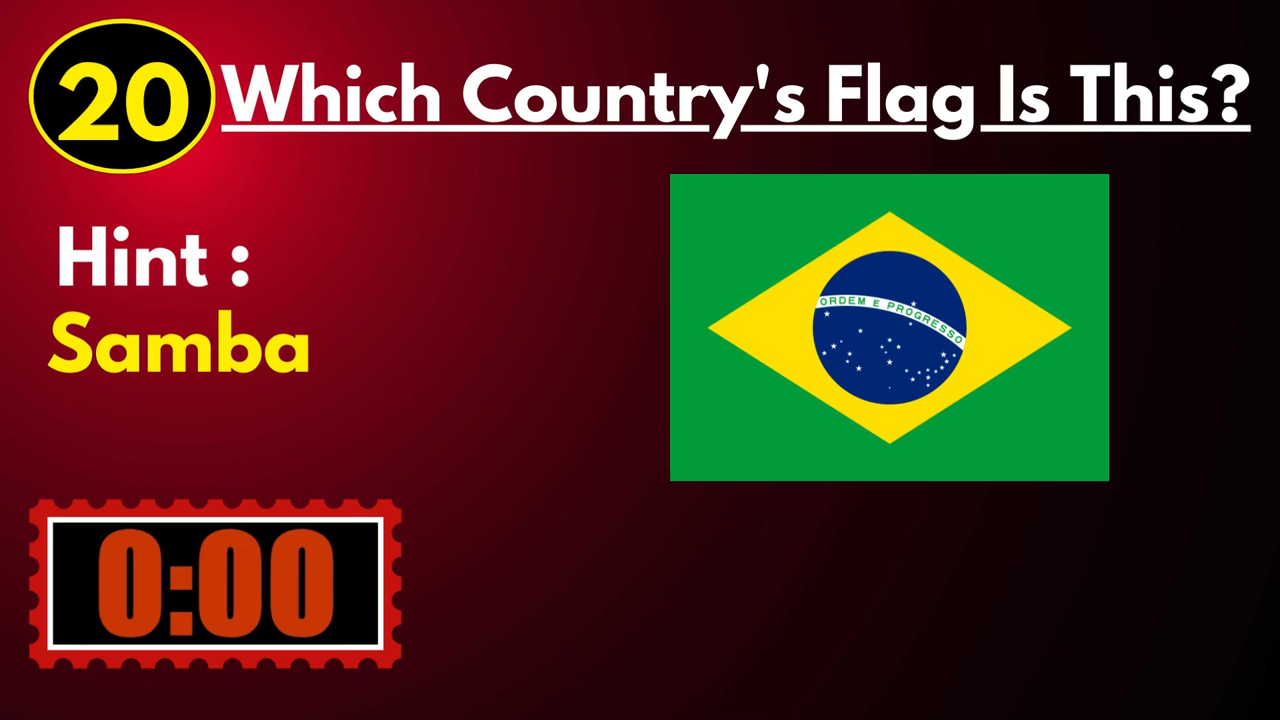 20 Which Country's Flag Is This?
Hint :
Samba
ORDEM E PROGRESSO
0:00